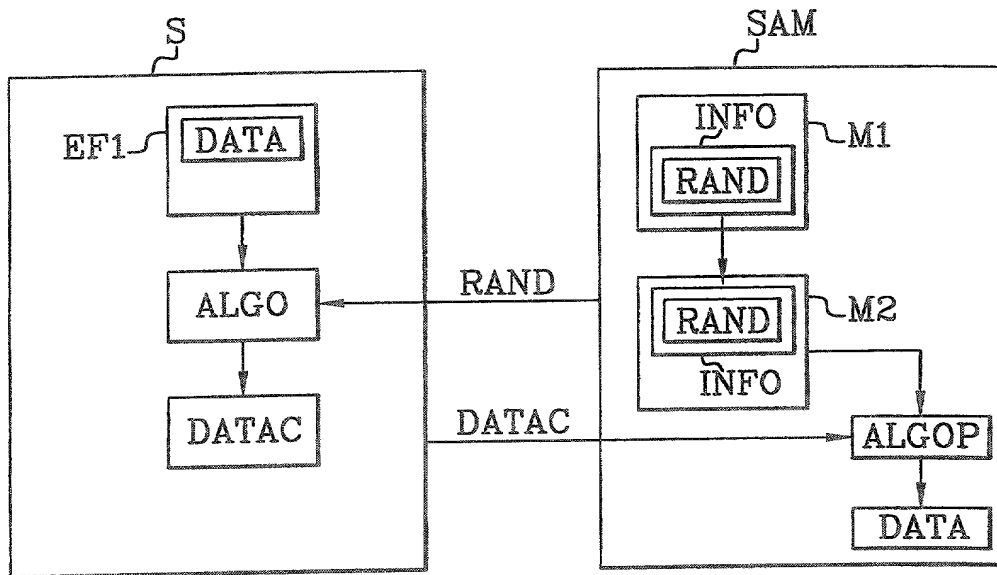 S
SAM
EF1
DATA
INFO
M1
RAND
ALGO
RAND
M2
RAND
INFO
DATAC
DATAC
ALGOP
DATA